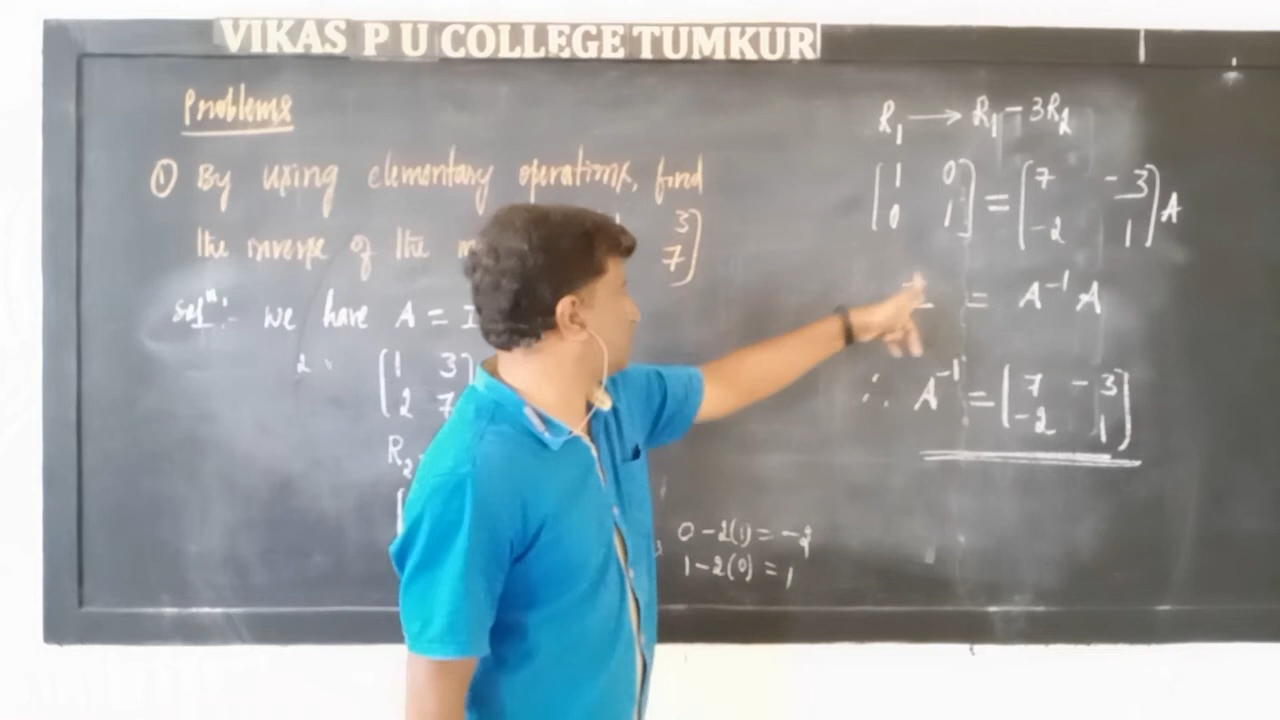 VIKAS P U COLLEGE TUMKUR
Problems
① By using elementary operations, find
the inverse of the 3
7
Solⁿ:- we have A = I
[1 3
2 7
R₂
0-2(1) = -2
1-2(0) = 1
R₁ → R₁ - 3R₂
[1 0] = [7 -3] A
[0 1] [-2 1]
= A⁻¹ A
∴ A⁻¹ = [7 -3]
[-2 1]